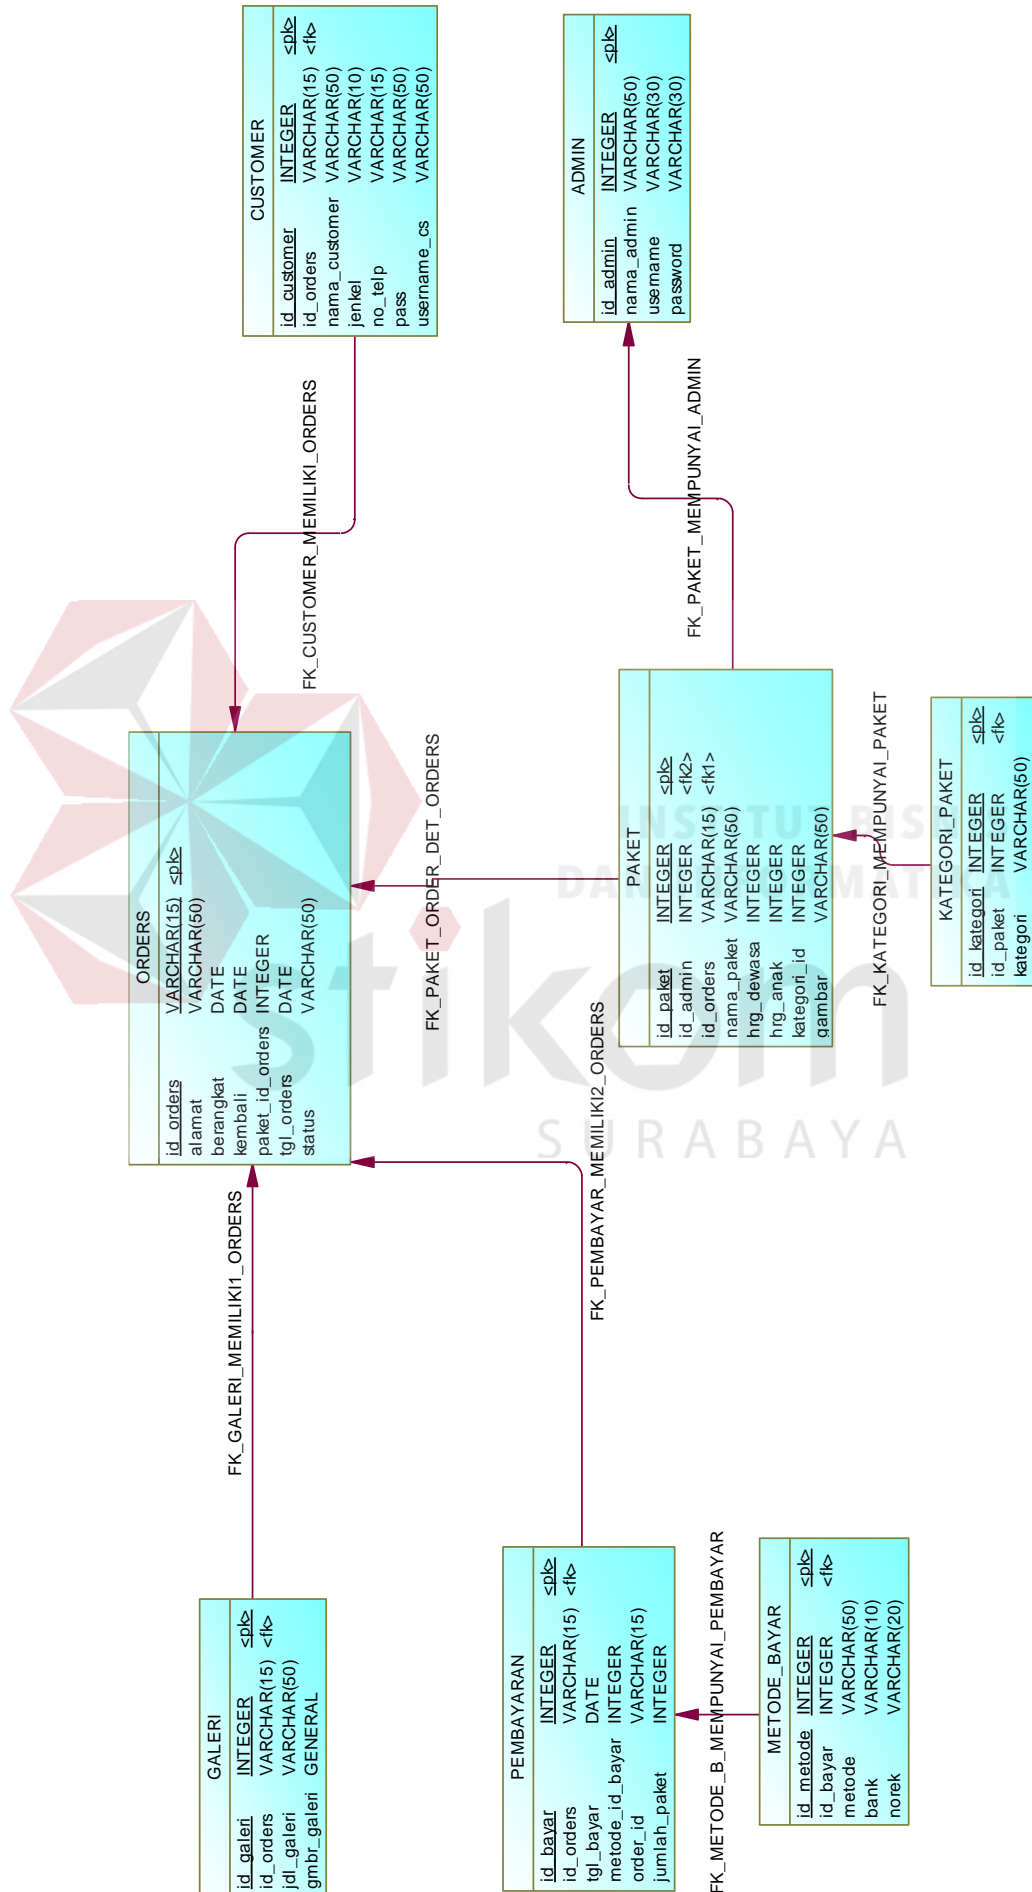 GALERI
id_galeri INTEGER <pk>
id_orders VARCHAR(15) <fk>
jdl_galeri VARCHAR(50)
gmbr_galeri GENERAL
FK_GALERI_MEMILIKI1_ORDERS
ORDERS
id_orders VARCHAR(15) <pk>
alamat VARCHAR(50)
berangkat DATE
kembali DATE
paket_id_orders INTEGER
tgl_orders DATE
status VARCHAR(50)
FK_CUSTOMER_MEMILIKI_ORDERS
CUSTOMER
id_customer INTEGER <pk>
id_orders VARCHAR(15) <fk>
nama_customer VARCHAR(50)
jenkel VARCHAR(10)
no_telp VARCHAR(15)
pass VARCHAR(50)
username_cs VARCHAR(50)
FK_PAKET_ORDER_DET_ORDERS
PEMBAYARAN
id_bayar INTEGER <pk>
id_orders VARCHAR(15) <fk>
tgl_bayar DATE
metode_id_bayar INTEGER
order_id VARCHAR(15)
jumlah_paket INTEGER
FK_PEMBAYAR_MEMILIKI2_ORDERS
PAKET
id_paket INTEGER <pk>
id_admin INTEGER <fk2>
id_orders VARCHAR(15) <fk1>
nama_paket VARCHAR(50)
hrg_dewasa INTEGER
hrg_anak INTEGER
kategori_id INTEGER
gambar VARCHAR(50)
FK_PAKET_MEMPUNYAI_ADMIN
ADMIN
id_admin INTEGER <pk>
nama_admin VARCHAR(50)
username VARCHAR(30)
password VARCHAR(30)
FK_METODE_B_MEMPUNYAI_PEMBAYAR
METODE_BAYAR
id_metode INTEGER <pk>
id_bayar INTEGER <fk>
metode VARCHAR(50)
bank VARCHAR(10)
norek VARCHAR(20)
FK_KATEGORI_MEMPUNYAI_PAKET
KATEGORI_PAKET
id_kategori INTEGER <pk>
id_paket INTEGER <fk>
kategori VARCHAR(50)
stikom
SURABAYA